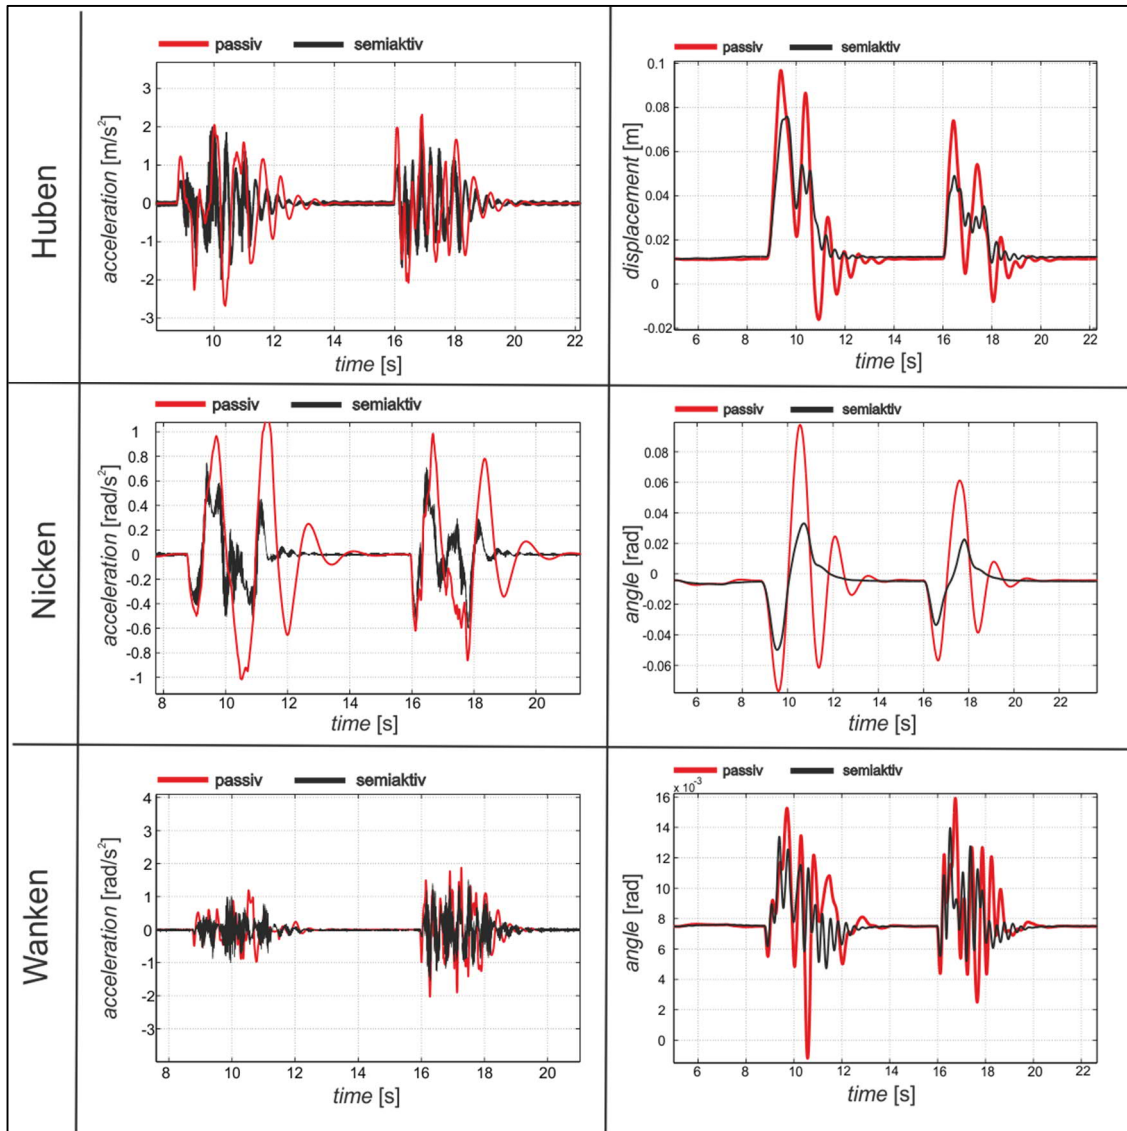 Huben
passiv semiaktiv
acceleration [m/s²]
3
2
1
0
-1
-2
-3
10 12 14 16 18 20 22
time [s]
passiv semiaktiv
displacement [m]
0.1
0.08
0.06
0.04
0.02
0
-0.02
6 8 10 12 14 16 18 20 22
time [s]
Nicken
passiv semiaktiv
acceleration [rad/s²]
1
0.8
0.6
0.4
0.2
0
-0.2
-0.4
-0.6
-0.8
-1
8 10 12 14 16 18 20
time [s]
passiv semiaktiv
angle [rad]
0.08
0.06
0.04
0.02
0
-0.02
-0.04
-0.06
6 8 10 12 14 16 18 20 22
time [s]
Wanken
passiv semiaktiv
acceleration [rad/s²]
4
3
2
1
0
-1
-2
-3
8 10 12 14 16 18 20
time [s]
passiv semiaktiv
x 10⁻³
angle [rad]
16
14
12
10
8
6
4
2
0
6 8 10 12 14 16 18 20 22
time [s]